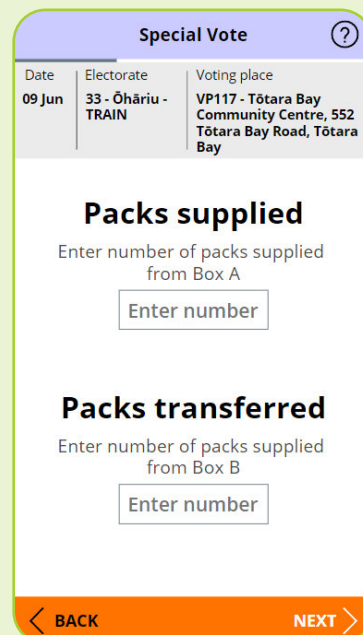 Special Vote ?
Date Electorate Voting place
09 Jun 33 - Ōhāriu - VP117 - Tōtara Bay
TRAIN Community Centre, 552
Tōtara Bay Road, Tōtara
Bay
Packs supplied
Enter number of packs supplied
from Box A
Enter number
Packs transferred
Enter number of packs supplied
from Box B
Enter number
BACK NEXT